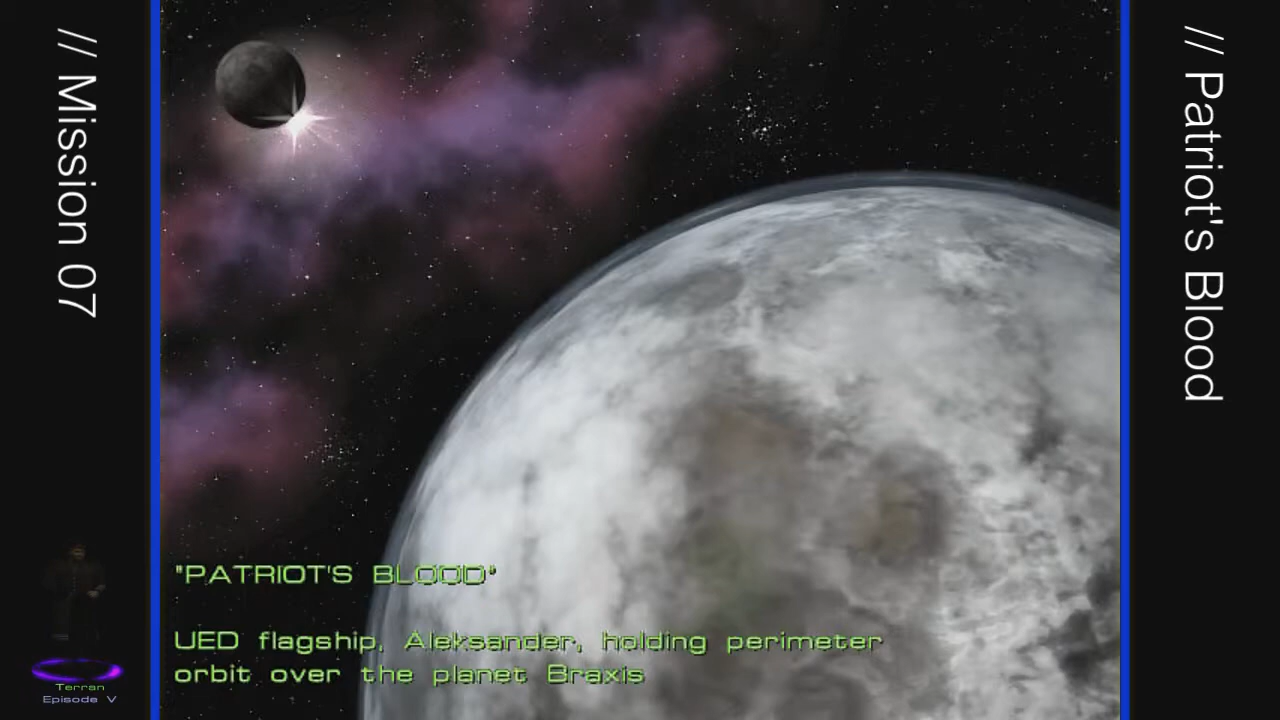 // Mission 07
// Patriot's Blood
"PATRIOT'S BLOOD"
UED flagship, Aleksander, holding perimeter
orbit over the planet Braxis
Terran
Episode V